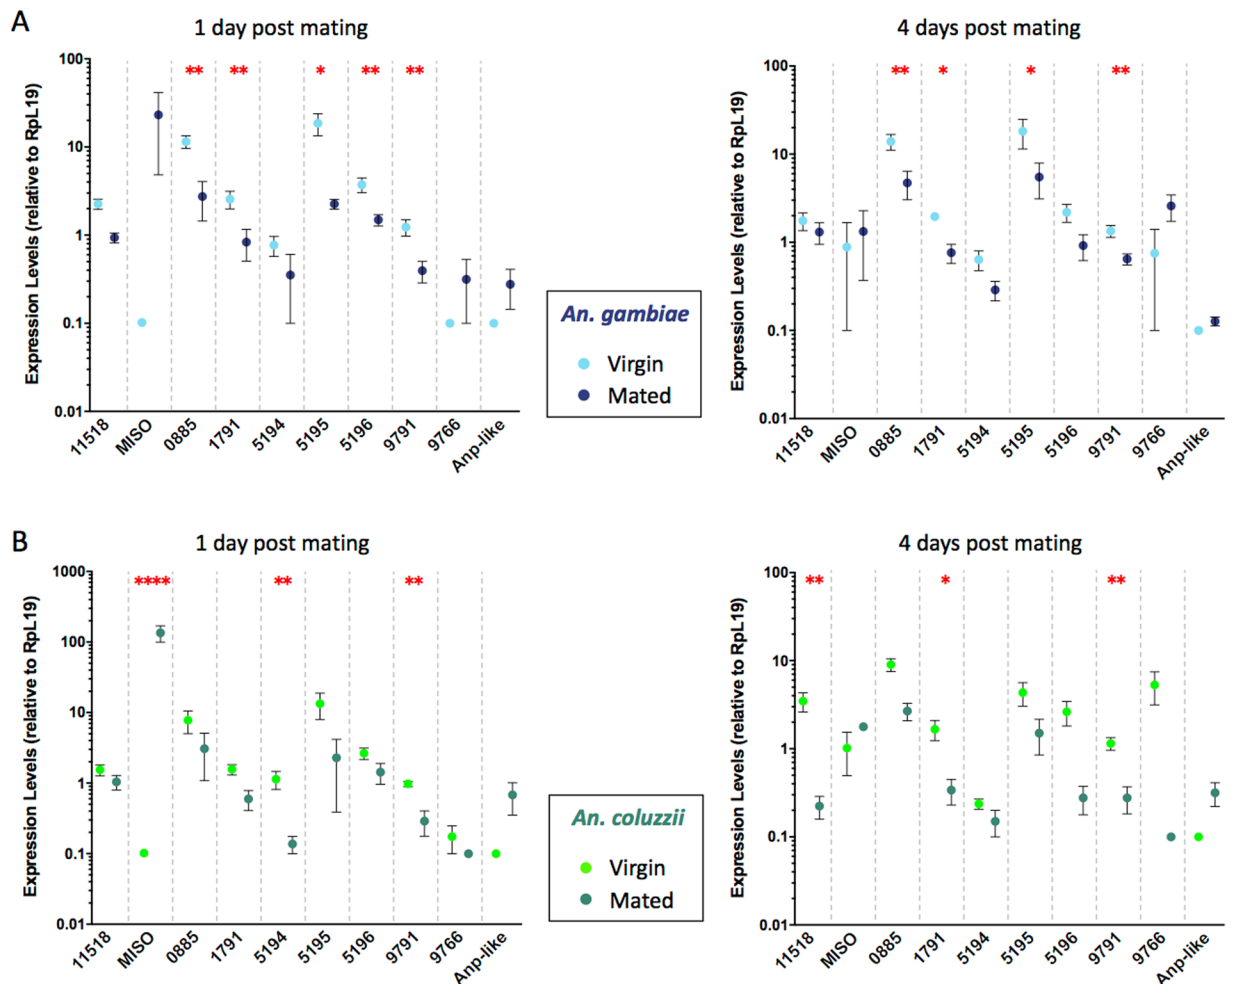 A
1 day post mating
4 days post mating
Expression Levels (relative to RpL19)
100
10
1
0.1
0.01
** ** * ** **
11518 MISO 0885 1791 5194 5195 5196 9791 9766 Anp-like
An. gambiae
Virgin
Mated
Expression Levels (relative to RpL19)
100
10
1
0.1
0.01
** * * **
11518 MISO 0885 1791 5194 5195 5196 9791 9766 Anp-like
B
1 day post mating
4 days post mating
Expression Levels (relative to RpL19)
1000
100
10
1
0.1
0.01
**** ** **
11518 MISO 0885 1791 5194 5195 5196 9791 9766 Anp-like
An. coluzzii
Virgin
Mated
Expression Levels (relative to RpL19)
100
10
1
0.1
0.01
** * **
11518 MISO 0885 1791 5194 5195 5196 9791 9766 Anp-like